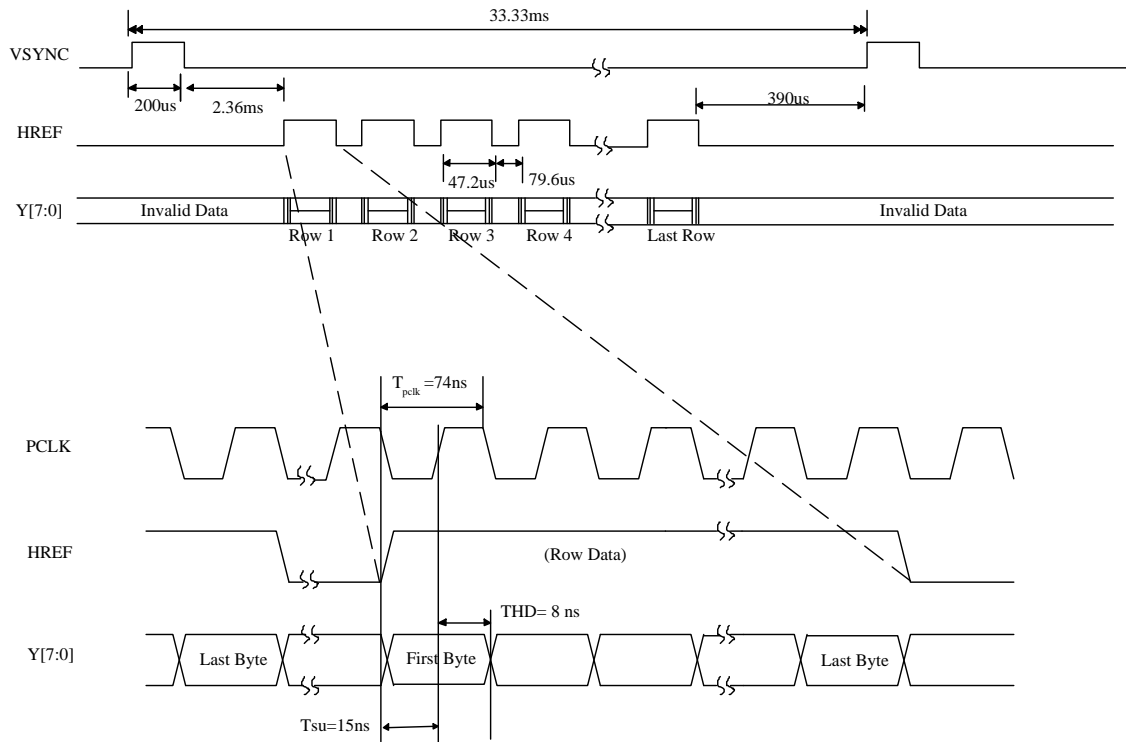 33.33ms
VSYNC
200us
2.36ms
390us
HREF
47.2us
79.6us
Y[7:0]
Invalid Data
Invalid Data
Row 1
Row 2
Row 3
Row 4
Last Row
Tpclk =74ns
PCLK
HREF
(Row Data)
THD= 8 ns
Y[7:0]
Last Byte
First Byte
Last Byte
Tsu=15ns